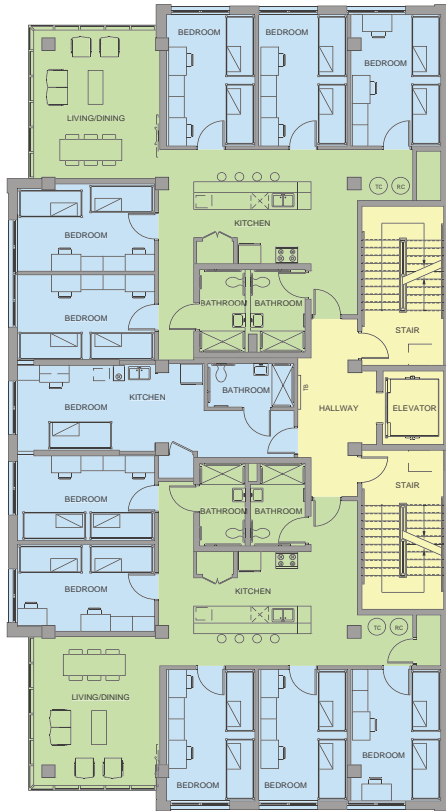 BEDROOM
BEDROOM
BEDROOM
LIVING/DINING
TC
RC
KITCHEN
BEDROOM
BATHROOM
BATHROOM
BEDROOM
STAIR
BATHROOM
TB
KITCHEN
BEDROOM
HALLWAY
ELEVATOR
STAIR
BEDROOM
BATHROOM
BATHROOM
BEDROOM
KITCHEN
TC
RC
LIVING/DINING
BEDROOM
BEDROOM
BEDROOM